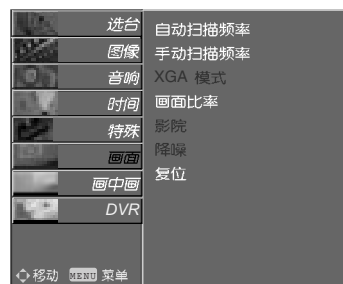 选台
图像
音响
时间
特殊
画面
画中画
DVR
移动 MENU 菜单
自动扫描频率
手动扫描频率
XGA 模式
画面比率
影院
降噪
复位